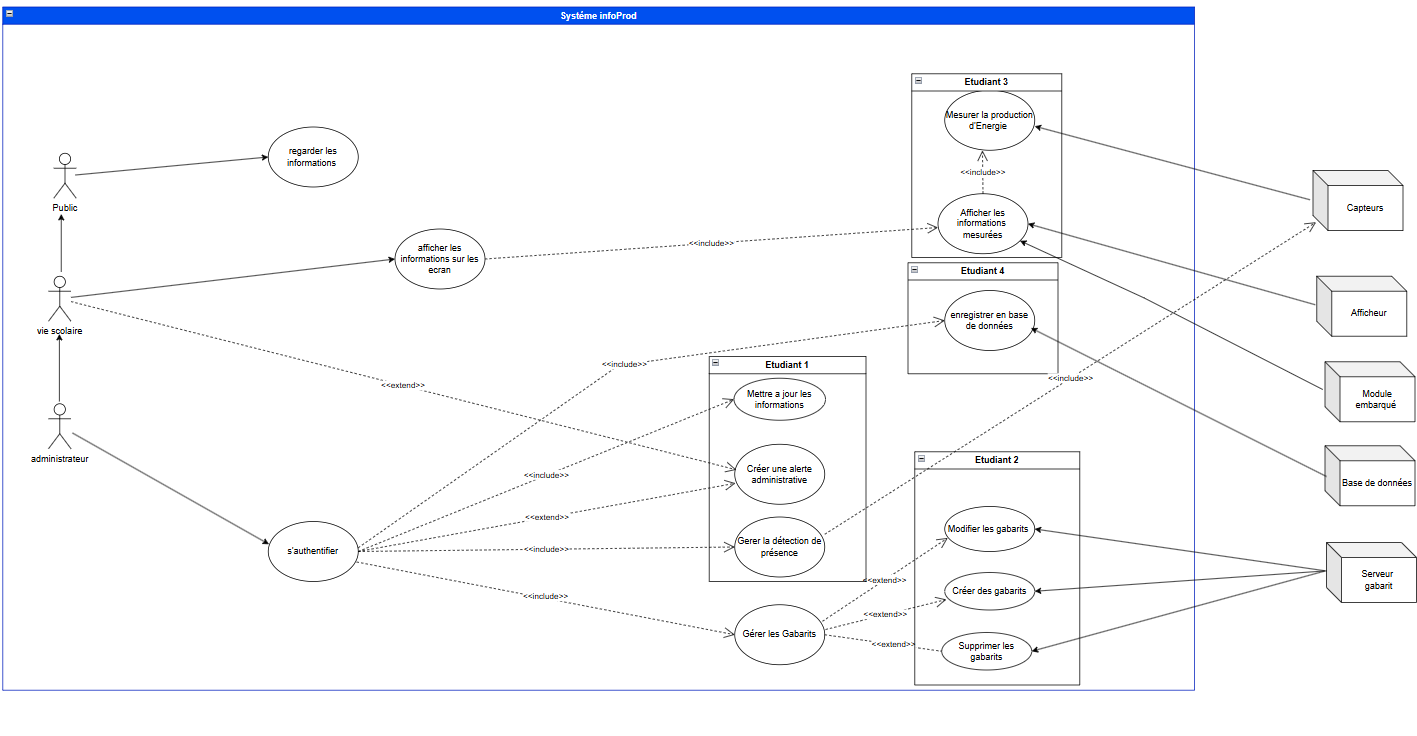 Systéme infoProd
Etudiant 3
Mesurer la production
d'Energie
regarder les
informations
<<include>>
Capteurs
Public
Afficher les
informations
mesurées
afficher les
informations sur les
ecran
<<include>>
Etudiant 4
vie scolaire
enregistrer en base
de données
Afficheur
<<include>>
Etudiant 1
<<include>>
<<extend>>
Mettre a jour les
informations
Module
embarqué
administrateur
Etudiant 2
<<include>>
Créer une alerte
administrative
Base de données
<<extend>>
Modifier les gabarits
s'authentifier
<<include>>
Gerer la détection de
présence
Serveur
gabarit
<<extend>>
<<include>>
Créer des gabarits
<<extend>>
Gérer les Gabarits
<<extend>>
Supprimer les
gabarits